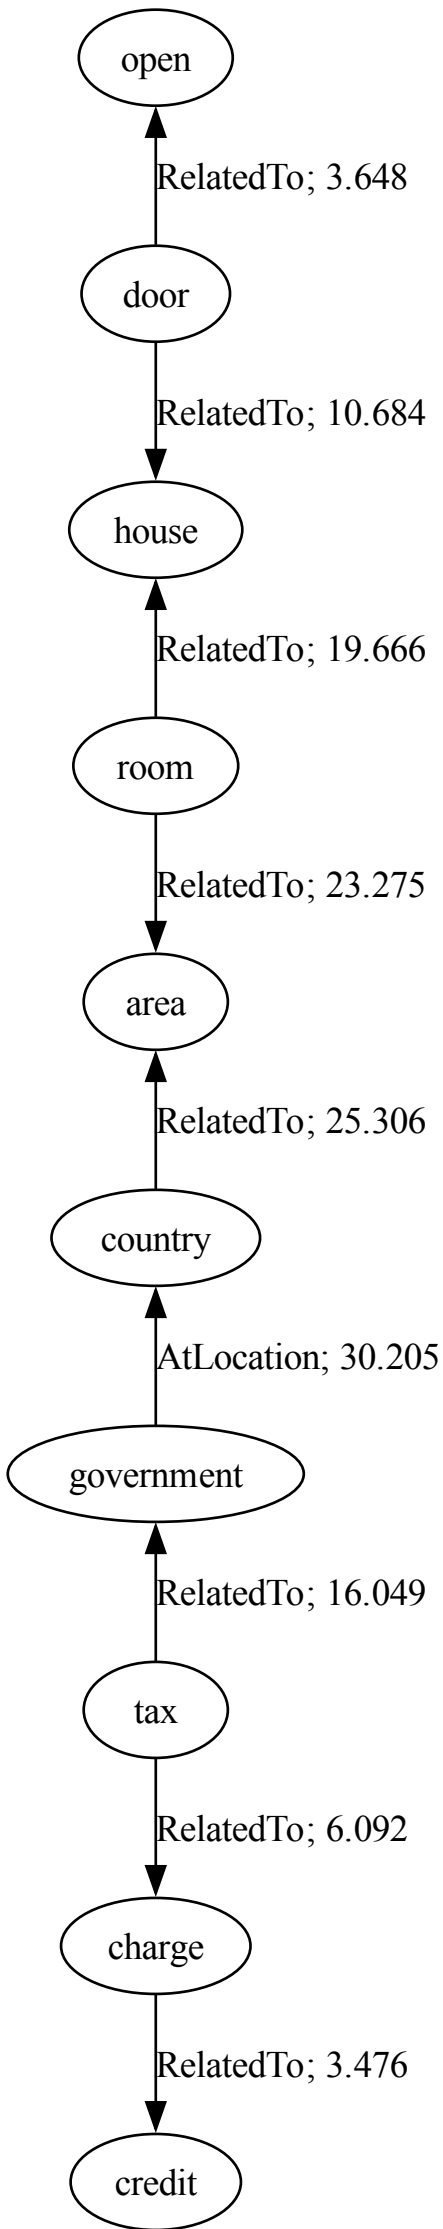 open
RelatedTo; 3.648
door
RelatedTo; 10.684
house
RelatedTo; 19.666
room
RelatedTo; 23.275
area
RelatedTo; 25.306
country
AtLocation; 30.205
government
RelatedTo; 16.049
tax
RelatedTo; 6.092
charge
RelatedTo; 3.476
credit